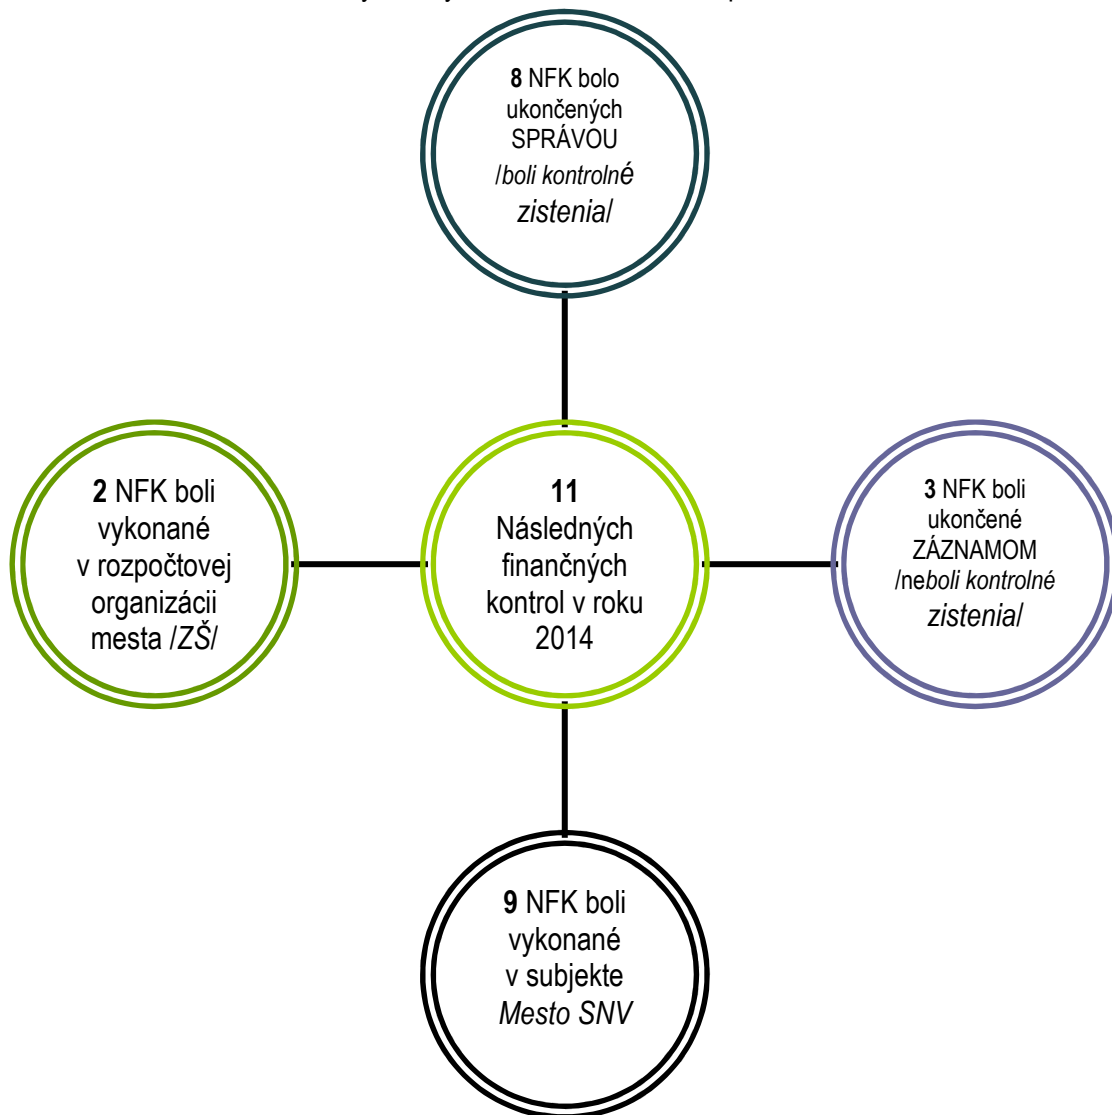 8 NFK bolo
ukončených
SPRÁVOU
/boli kontrolné
zistenia/
2 NFK boli
vykonané
v rozpočtovej
organizácii
mesta /ZŠ/
11
Následných
finančných
kontrol v roku
2014
3 NFK boli
ukončené
ZÁZNAMOM
/neboli kontrolné
zistenia/
9 NFK boli
vykonané
v subjekte
Mesto SNV